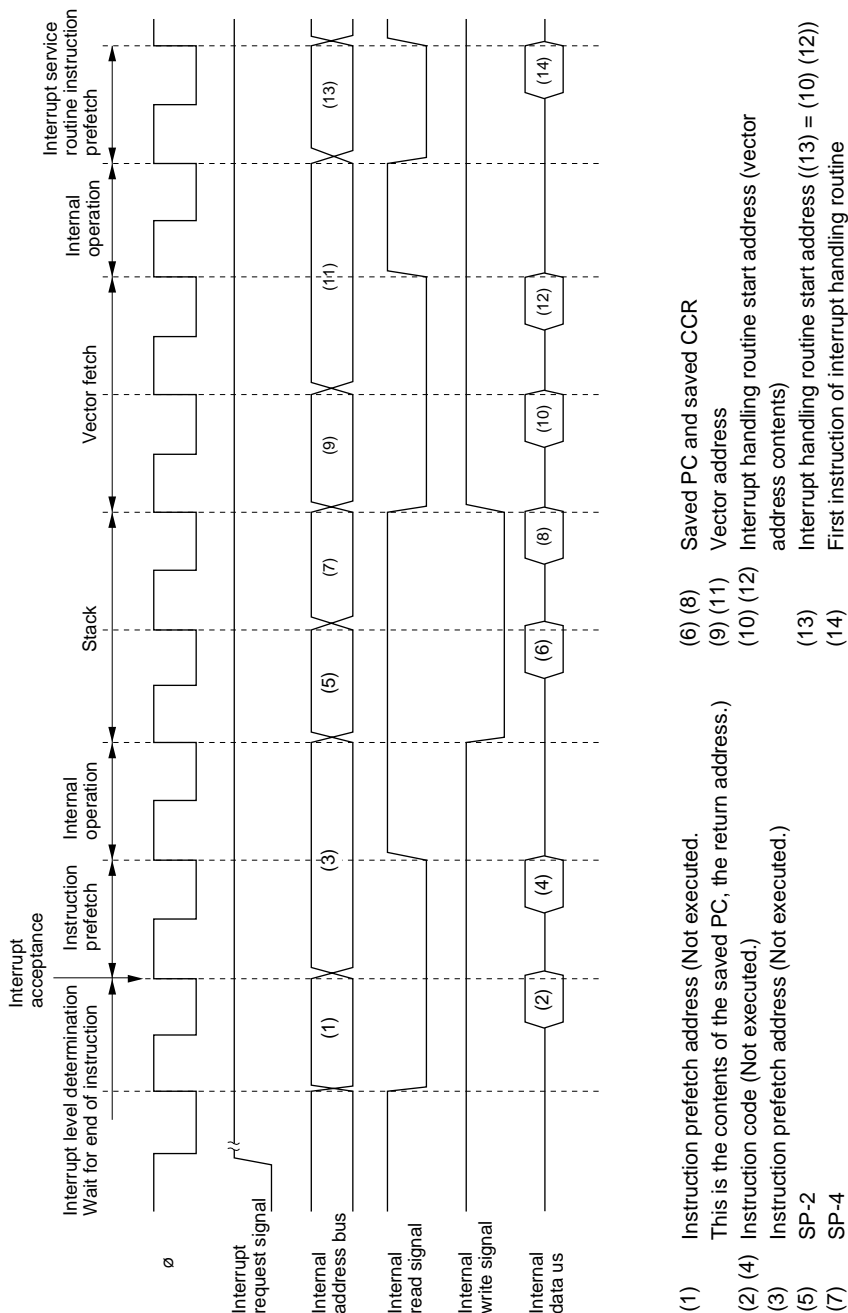 Interrupt
acceptance
Interrupt level determination
Wait for end of instruction
Instruction
prefetch
Internal
operation
Stack
Vector fetch
Internal
operation
Interrupt service
routine instruction
prefetch
ø
Interrupt
request signal
Internal
address bus
(1)
(3)
(5)
(7)
(9)
(11)
(13)
Internal
read signal
Internal
write signal
Internal
data us
(2)
(4)
(6)
(8)
(10)
(12)
(14)
(1) Instruction prefetch address (Not executed.
This is the contents of the saved PC, the return address.)
(2) (4) Instruction code (Not executed.)
(3) Instruction prefetch address (Not executed.)
(5) SP-2
(7) SP-4
(6) (8) Saved PC and saved CCR
(9) (11) Vector address
(10) (12) Interrupt handling routine start address (vector
address contents)
(13) Interrupt handling routine start address ((13) = (10) (12))
(14) First instruction of interrupt handling routine